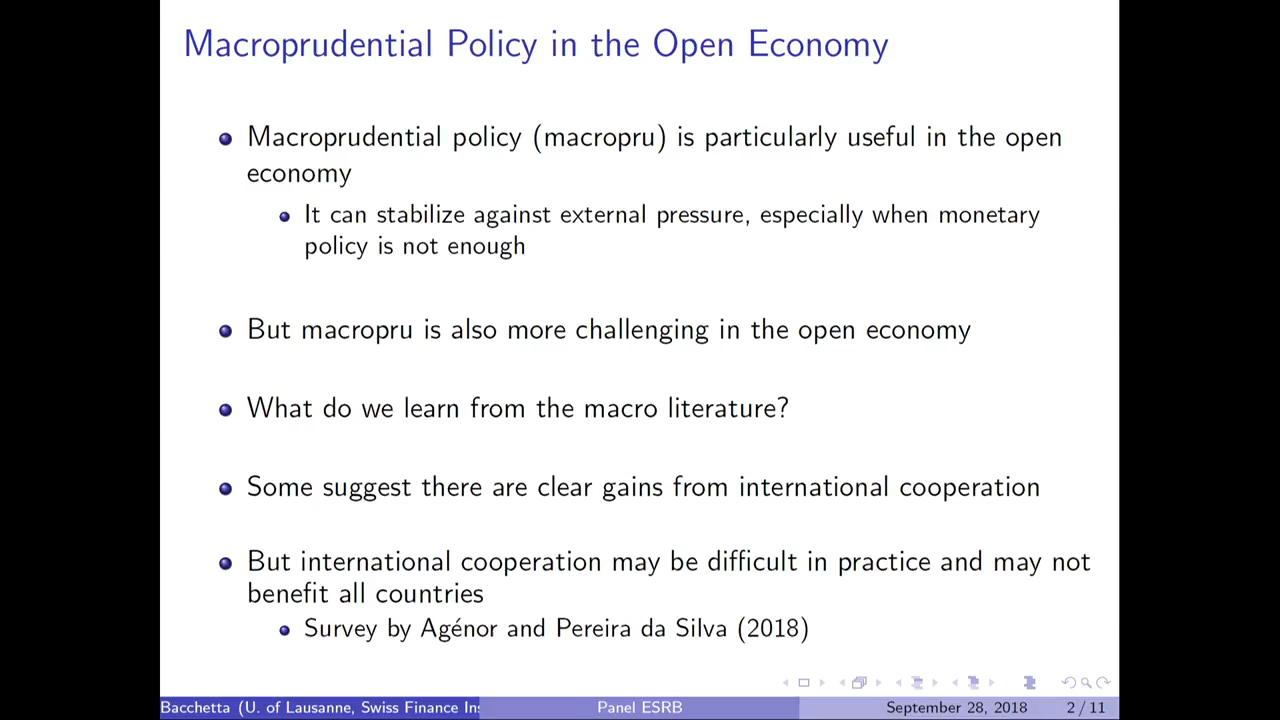 Macroprudential Policy in the Open Economy
Macroprudential policy (macropru) is particularly useful in the open
economy
It can stabilize against external pressure, especially when monetary
policy is not enough
But macropru is also more challenging in the open economy
What do we learn from the macro literature?
Some suggest there are clear gains from international cooperation
But international cooperation may be difficult in practice and may not
benefit all countries
Survey by Agénor and Pereira da Silva (2018)
Bacchetta (U. of Lausanne, Swiss Finance Ins
Panel ESRB
September 28, 2018
2 / 11